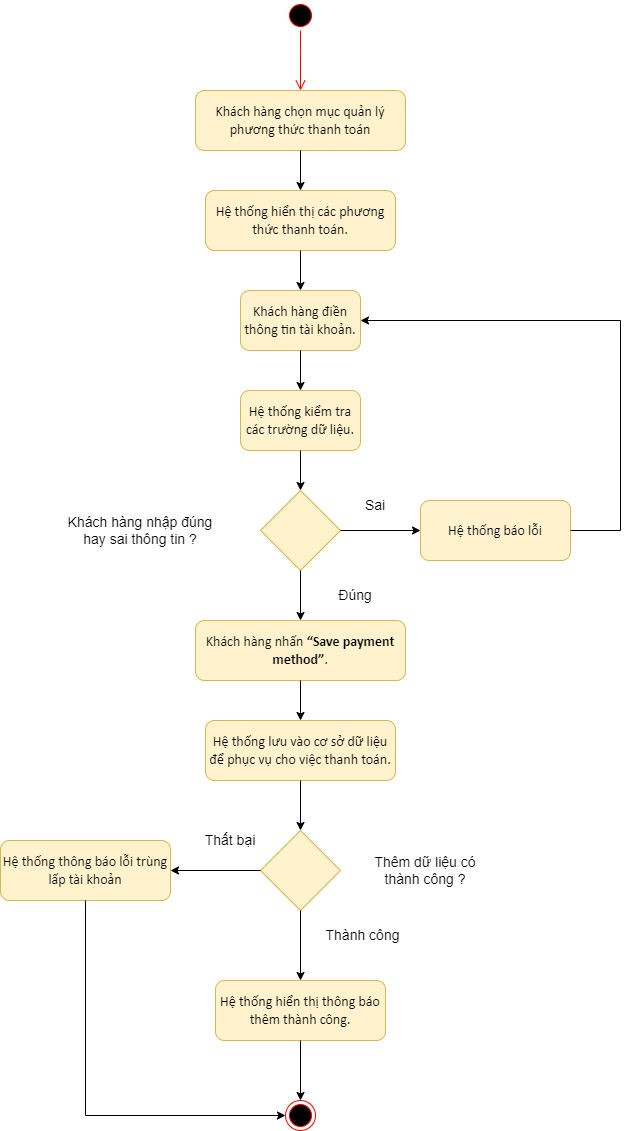 Khách hàng chọn mục quản lý
phương thức thanh toán
Hệ thống hiển thị các phương
thức thanh toán.
Khách hàng điền
thông tin tài khoản.
Hệ thống kiểm tra
các trường dữ liệu.
Khách hàng nhập đúng
hay sai thông tin ?
Sai
Hệ thống báo lỗi
Đúng
Khách hàng nhấn “Save payment
method”.
Hệ thống lưu vào cơ sở dữ liệu
để phục vụ cho việc thanh toán.
Thất bại
Hệ thống thông báo lỗi trùng
lấp tài khoản
Thêm dữ liệu có
thành công ?
Thành công
Hệ thống hiển thị thông báo
thêm thành công.